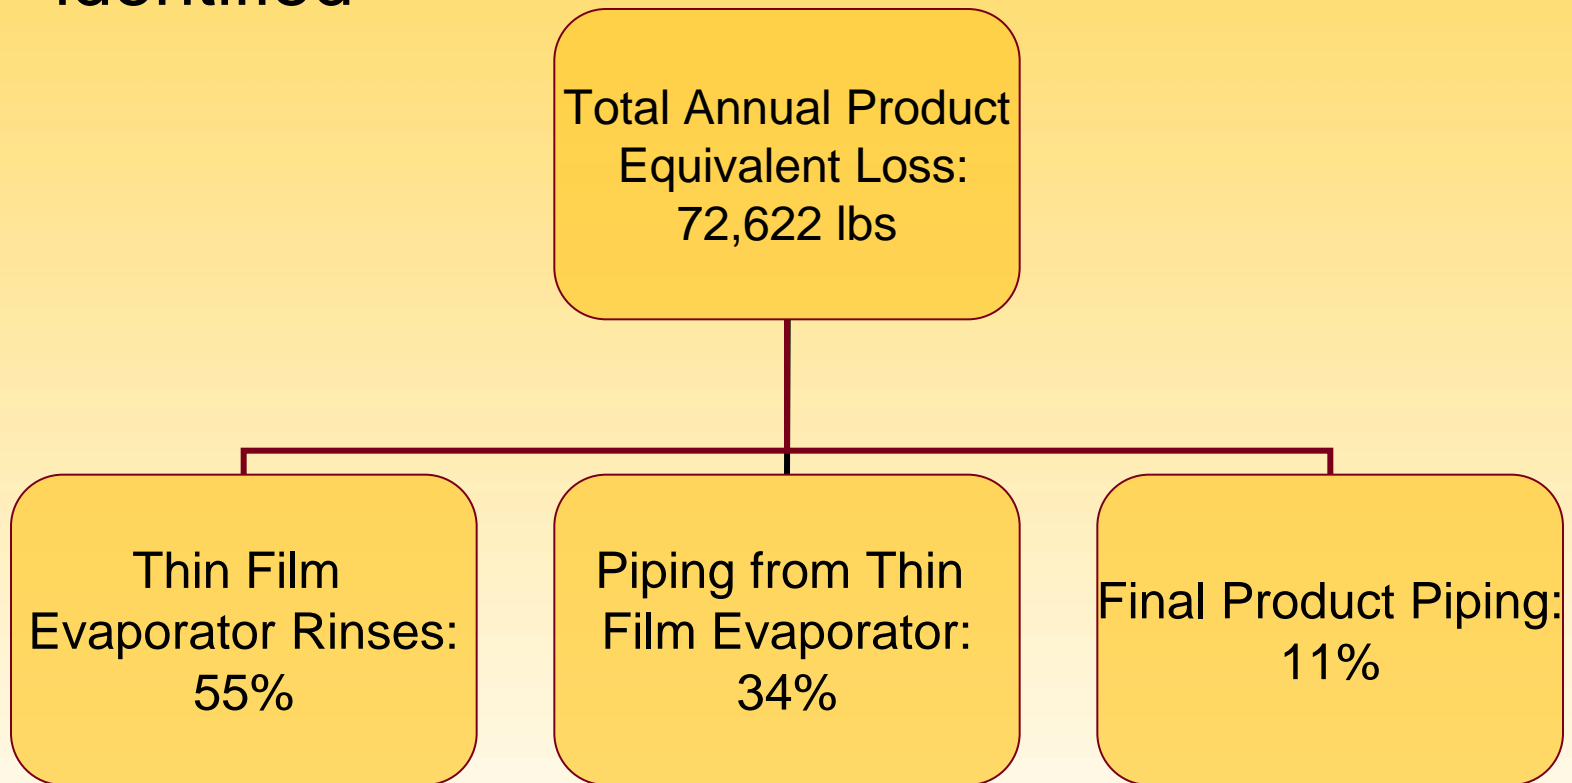 Identified
Total Annual Product
Equivalent Loss:
72,622 lbs
Thin Film
Evaporator Rinses:
55%
Piping from Thin
Film Evaporator:
34%
Final Product Piping:
11%